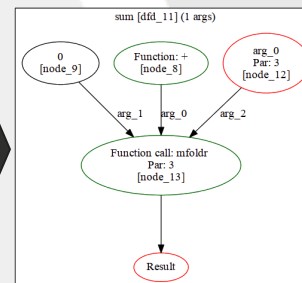 sum [dfd_11] (1 args)
0
[node_9]
Function: +
[node_8]
arg_0
Par: 3
[node_12]
arg_1
arg_0
arg_2
Function call: mfoldr
Par: 3
[node_13]
Result